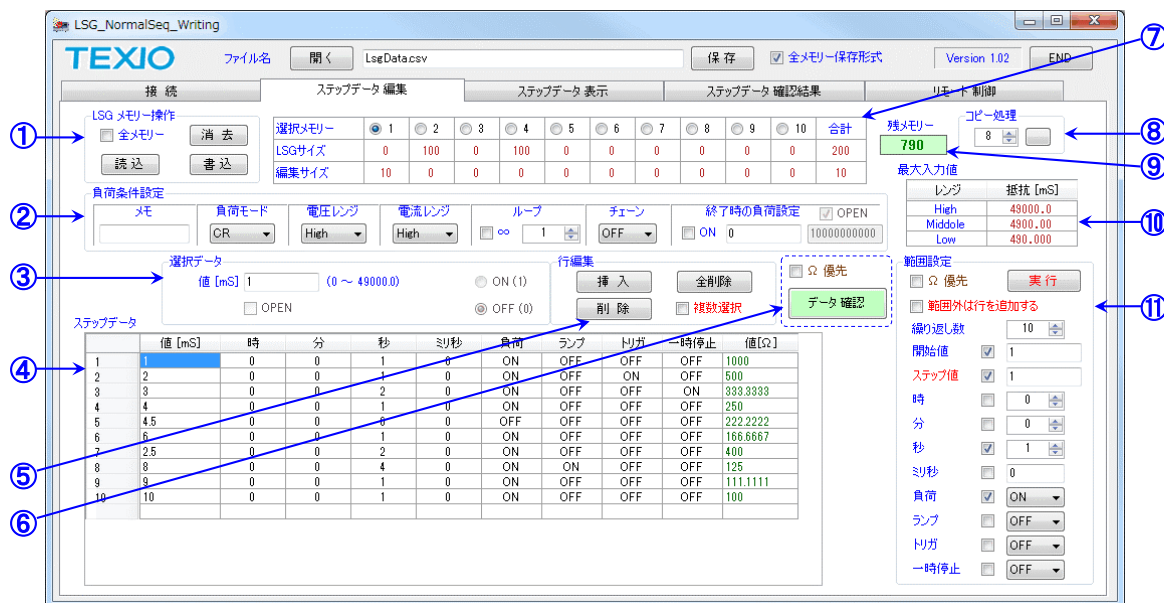 LSG_NormalSeq_Writing
⑦
TEXIO ファイル名 開く LsgData.csv 保存 全メモリー保存形式 Version 1.02 END
接続 ステップデータ編集 ステップデータ表示 ステップデータ確認結果 リモート制御
① LSG メモリー操作
全メモリー 消去
読込 書込
選択メモリー 1 2 3 4 5 6 7 8 9 10 合計
LSGサイズ 0 100 0 100 0 0 0 0 0 0 200
編集サイズ 10 0 0 0 0 0 0 0 0 0 10
残メモリー
790
コピー処理
8
⑧
⑨
最大入力値
レンジ 抵抗 [mS]
High 49000.0
Middole 4900.00
Low 490.000
⑩
② 負荷条件設定
メモ 負荷モード 電圧レンジ 電流レンジ ループ チェーン 終了時の負荷設定 OPEN
CR High High ∞ 1 OFF ON 0 10000000000
③ 選択データ
値 [mS] 1 (0 ～ 49000.0) ON (1)
OPEN OFF (0)
行編集
挿入 全削除
削除 複数選択
Ω 優先
データ確認
範囲設定
Ω 優先 実行
範囲外は行を追加する
⑪
繰り返し数 10
開始値 1
ステップ値 1
時 0
分 0
秒 1
ミリ秒 0
負荷 ON
ランプ OFF
トリガ OFF
一時停止 OFF
ステップデータ
④
値 [mS] 時 分 秒 ミリ秒 負荷 ランプ トリガ 一時停止 値[Ω]
1 1 0 0 1 0 ON OFF OFF OFF 1000
2 2 0 0 1 0 ON OFF ON OFF 500
3 3 0 0 2 0 ON OFF OFF ON 333.3333
4 4 0 0 1 0 ON OFF OFF OFF 250
5 4.5 0 0 0 OFF OFF OFF OFF 222.2222
6 6 0 0 1 0 ON OFF OFF OFF 166.6667
7 2.5 0 0 2 0 ON OFF OFF OFF 400
8 8 0 0 4 0 ON ON OFF OFF 125
9 9 0 0 1 0 ON OFF OFF OFF 111.1111
10 10 0 0 1 0 ON OFF OFF OFF 100
⑤
⑥